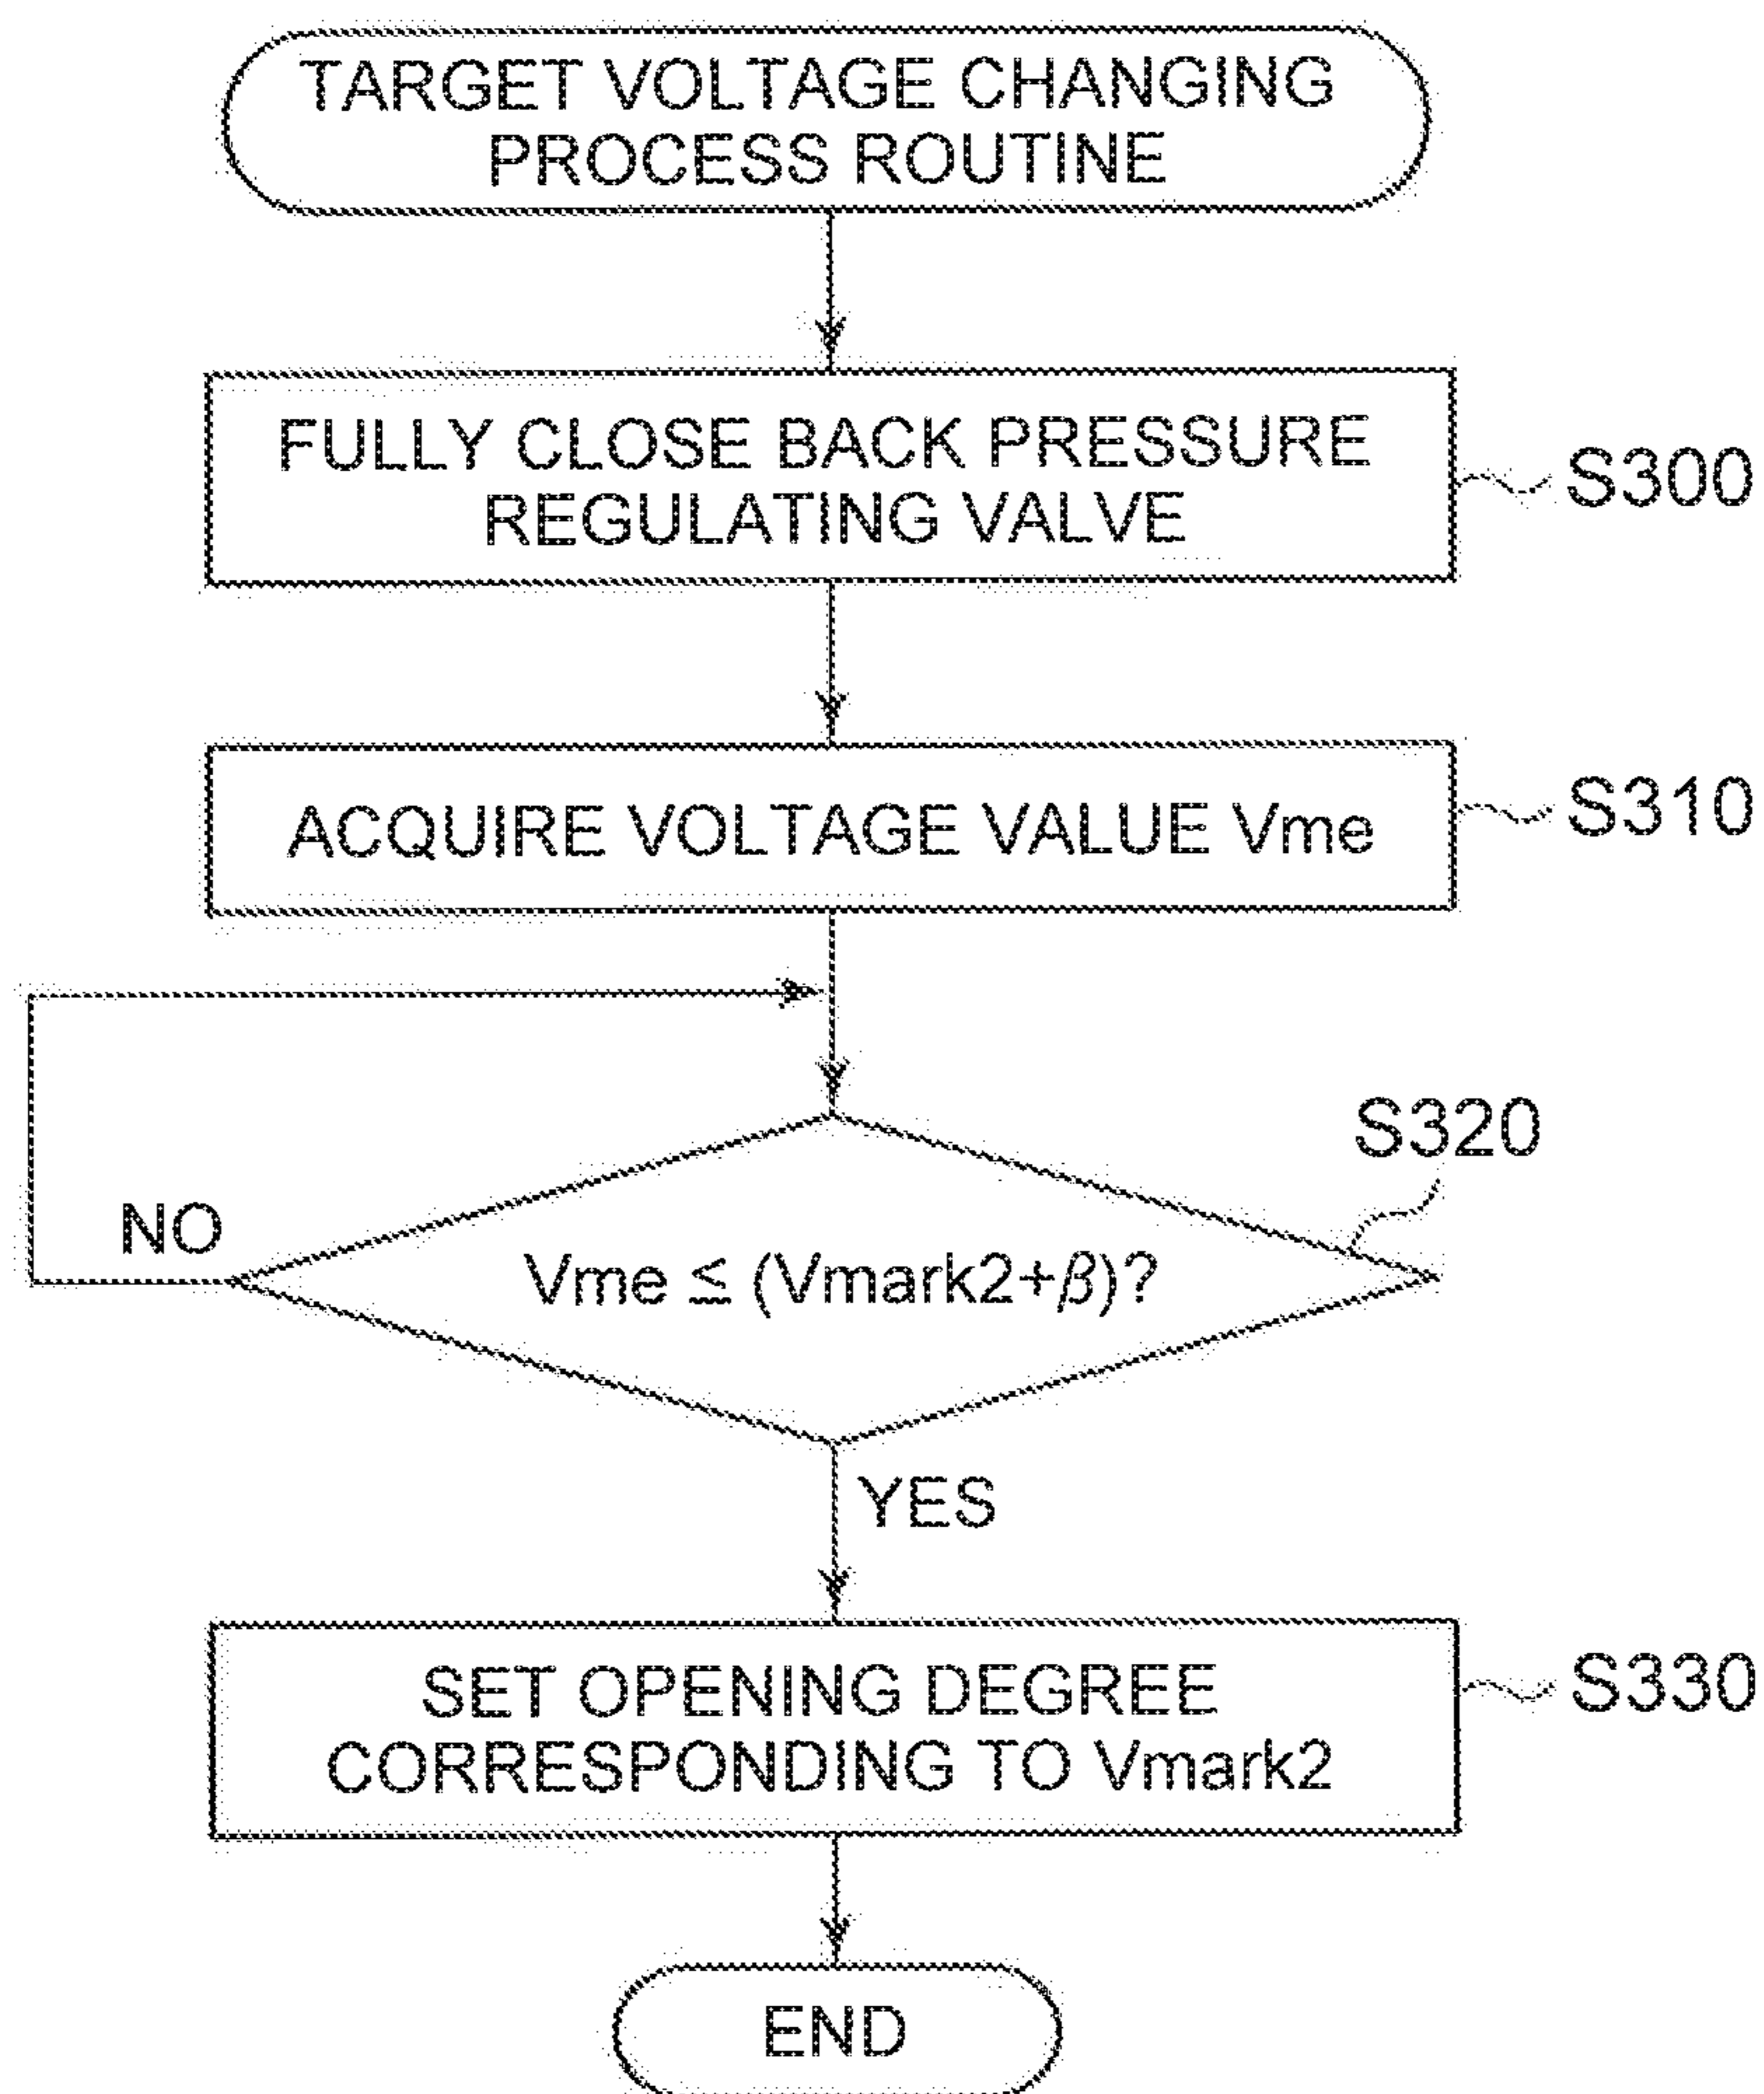 TARGET VOLTAGE CHANGING
PROCESS ROUTINE
FULLY CLOSE BACK PRESSURE
REGULATING VALVE
S300
ACQUIRE VOLTAGE VALUE Vme
S310
S320
NO
Vme ≤ (Vmark2+β)?
YES
SET OPENING DEGREE
CORRESPONDING TO Vmark2
S330
END